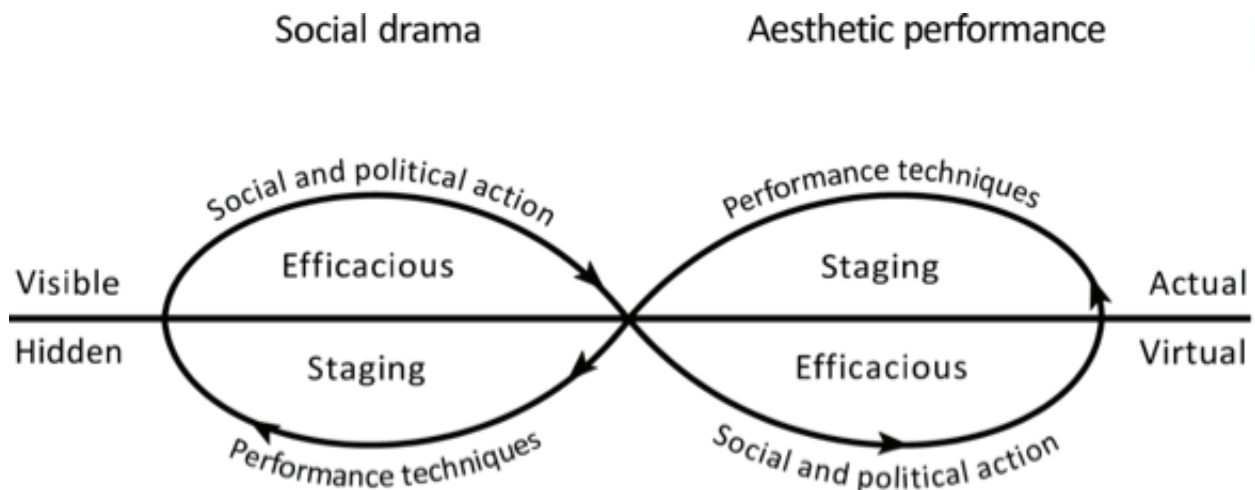 Social drama
Aesthetic performance
Social and political action
Performance techniques
Efficacious
Staging
Visible
Actual
Hidden
Virtual
Staging
Efficacious
Performance techniques
Social and political action